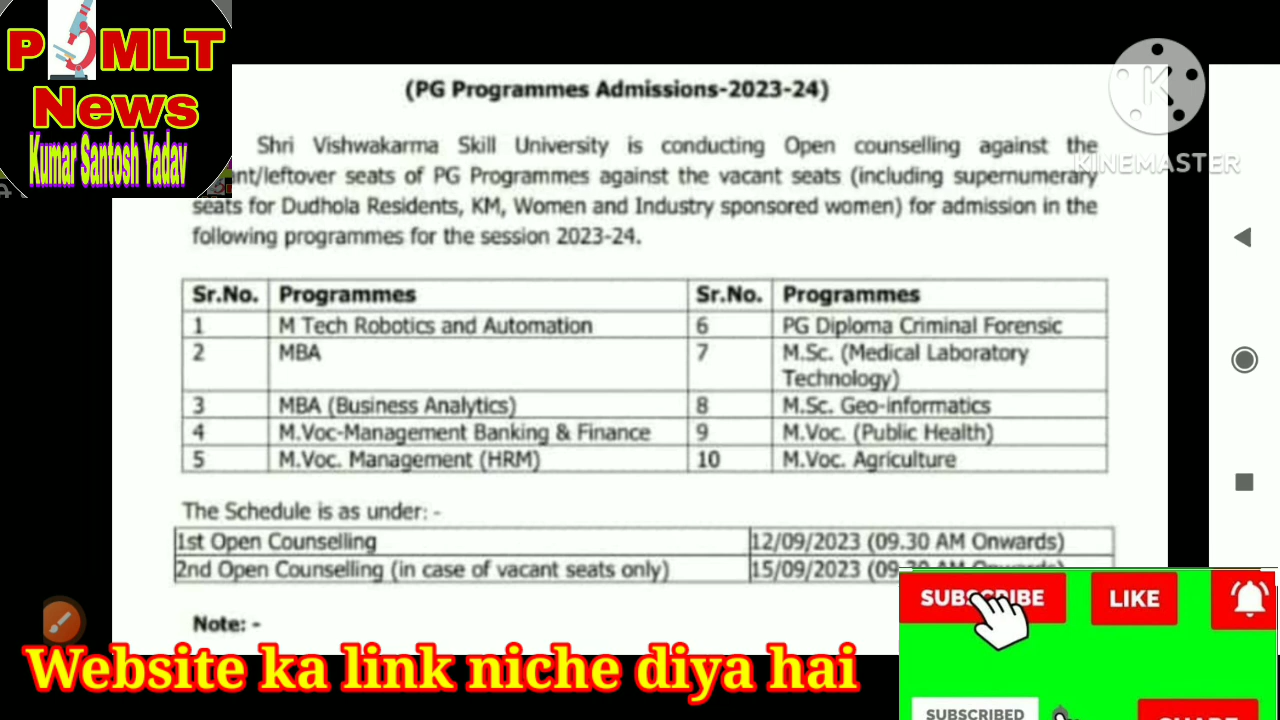 P MLT
News
Kumar Santosh Yadav
K
KINEMASTER
(PG Programmes Admissions-2023-24)
Shri Vishwakarma Skill University is conducting Open counselling against the
nt/leftover seats of PG Programmes against the vacant seats (including supernumerary
seats for Dudhola Residents, KM, Women and Industry sponsored women) for admission in the
following programmes for the session 2023-24.
Sr.No. Programmes Sr.No. Programmes
1 M Tech Robotics and Automation 6 PG Diploma Criminal Forensic
2 MBA 7 M.Sc. (Medical Laboratory
Technology)
3 MBA (Business Analytics) 8 M.Sc. Geo-informatics
4 M.Voc-Management Banking & Finance 9 M.Voc. (Public Health)
5 M.Voc. Management (HRM) 10 M.Voc. Agriculture
The Schedule is as under: -
1st Open Counselling 12/09/2023 (09.30 AM Onwards)
2nd Open Counselling (in case of vacant seats only) 15/09/2023 (09.30 AM Onwards)
Note: -
SUBSCRIBE LIKE
Website ka link niche diya hai
SUBSCRIBED SHARE